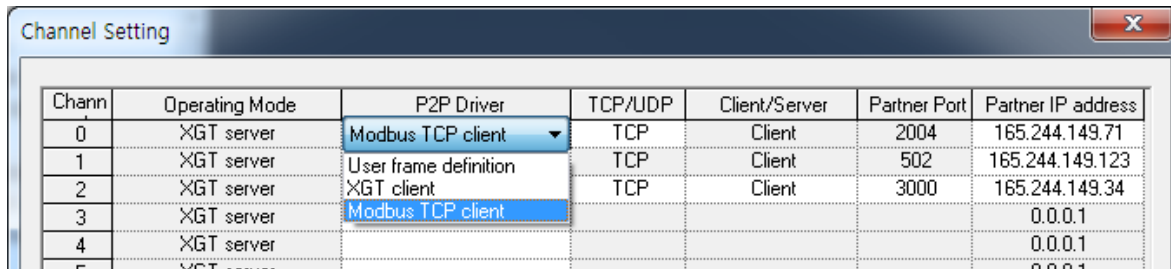 Channel Setting
Chann Operating Mode P2P Driver TCP/UDP Client/Server Partner Port Partner IP address
0 XGT server Modbus TCP client TCP Client 2004 165.244.149.71
1 XGT server User frame definition TCP Client 502 165.244.149.123
2 XGT server XGT client TCP Client 3000 165.244.149.34
Modbus TCP client
3 XGT server 0.0.0.1
4 XGT server 0.0.0.1